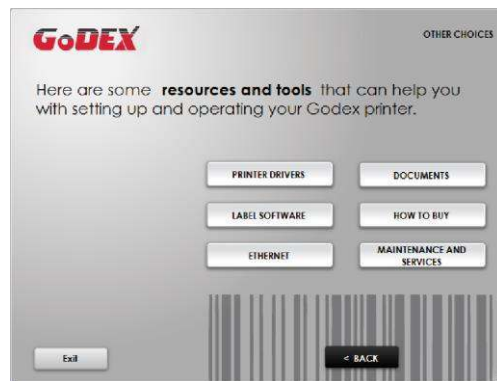 GoDEX
OTHER CHOICES
Here are some resources and tools that can help you
with setting up and operating your Godex printer.
PRINTER DRIVERS
DOCUMENTS
LABEL SOFTWARE
HOW TO BUY
ETHERNET
MAINTENANCE AND
SERVICES
Exit
< BACK